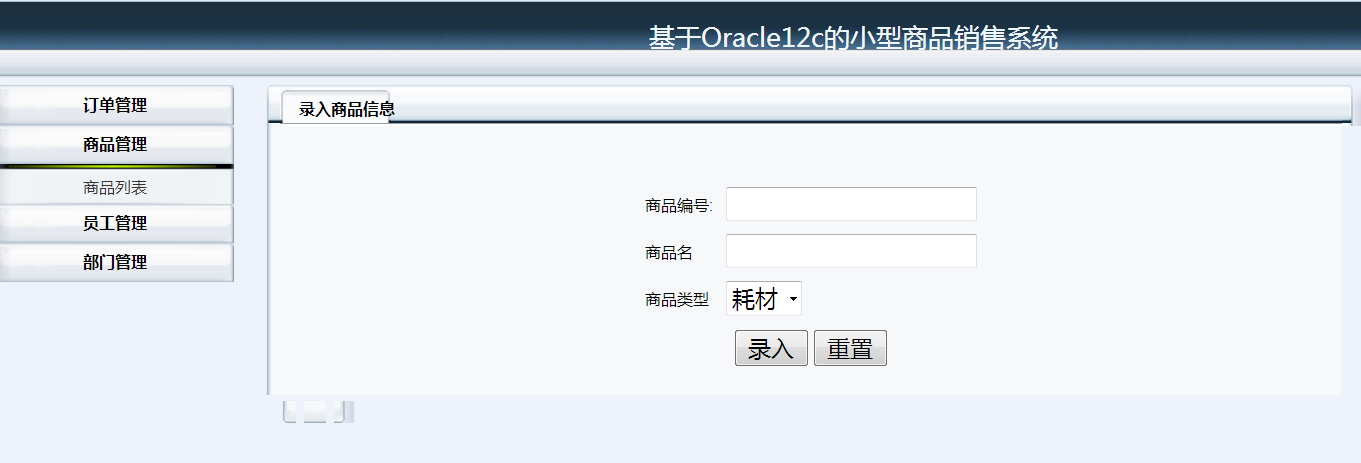 基于Oracle12c的小型商品销售系统
订单管理
商品管理
商品列表
员工管理
部门管理
录入商品信息
商品编号:
商品名
商品类型 耗材
录入 重置